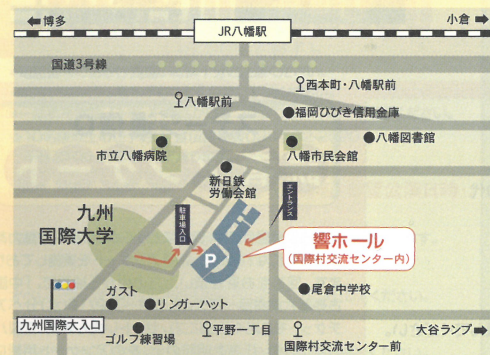 ←博多
小倉→
JR八幡駅
国道3号線
西本町・八幡駅前
八幡駅前
福岡ひびき信用金庫
八幡図書館
市立八幡病院
八幡市民会館
新日鉄
労働会館
エントランス
駐車場入口
九州
国際大学
P
響ホール
(国際村交流センター内)
ガスト
リンガーハット
尾倉中学校
九州国際大入口
ゴルフ練習場
平野一丁目
国際村交流センター前
大谷ランプ→